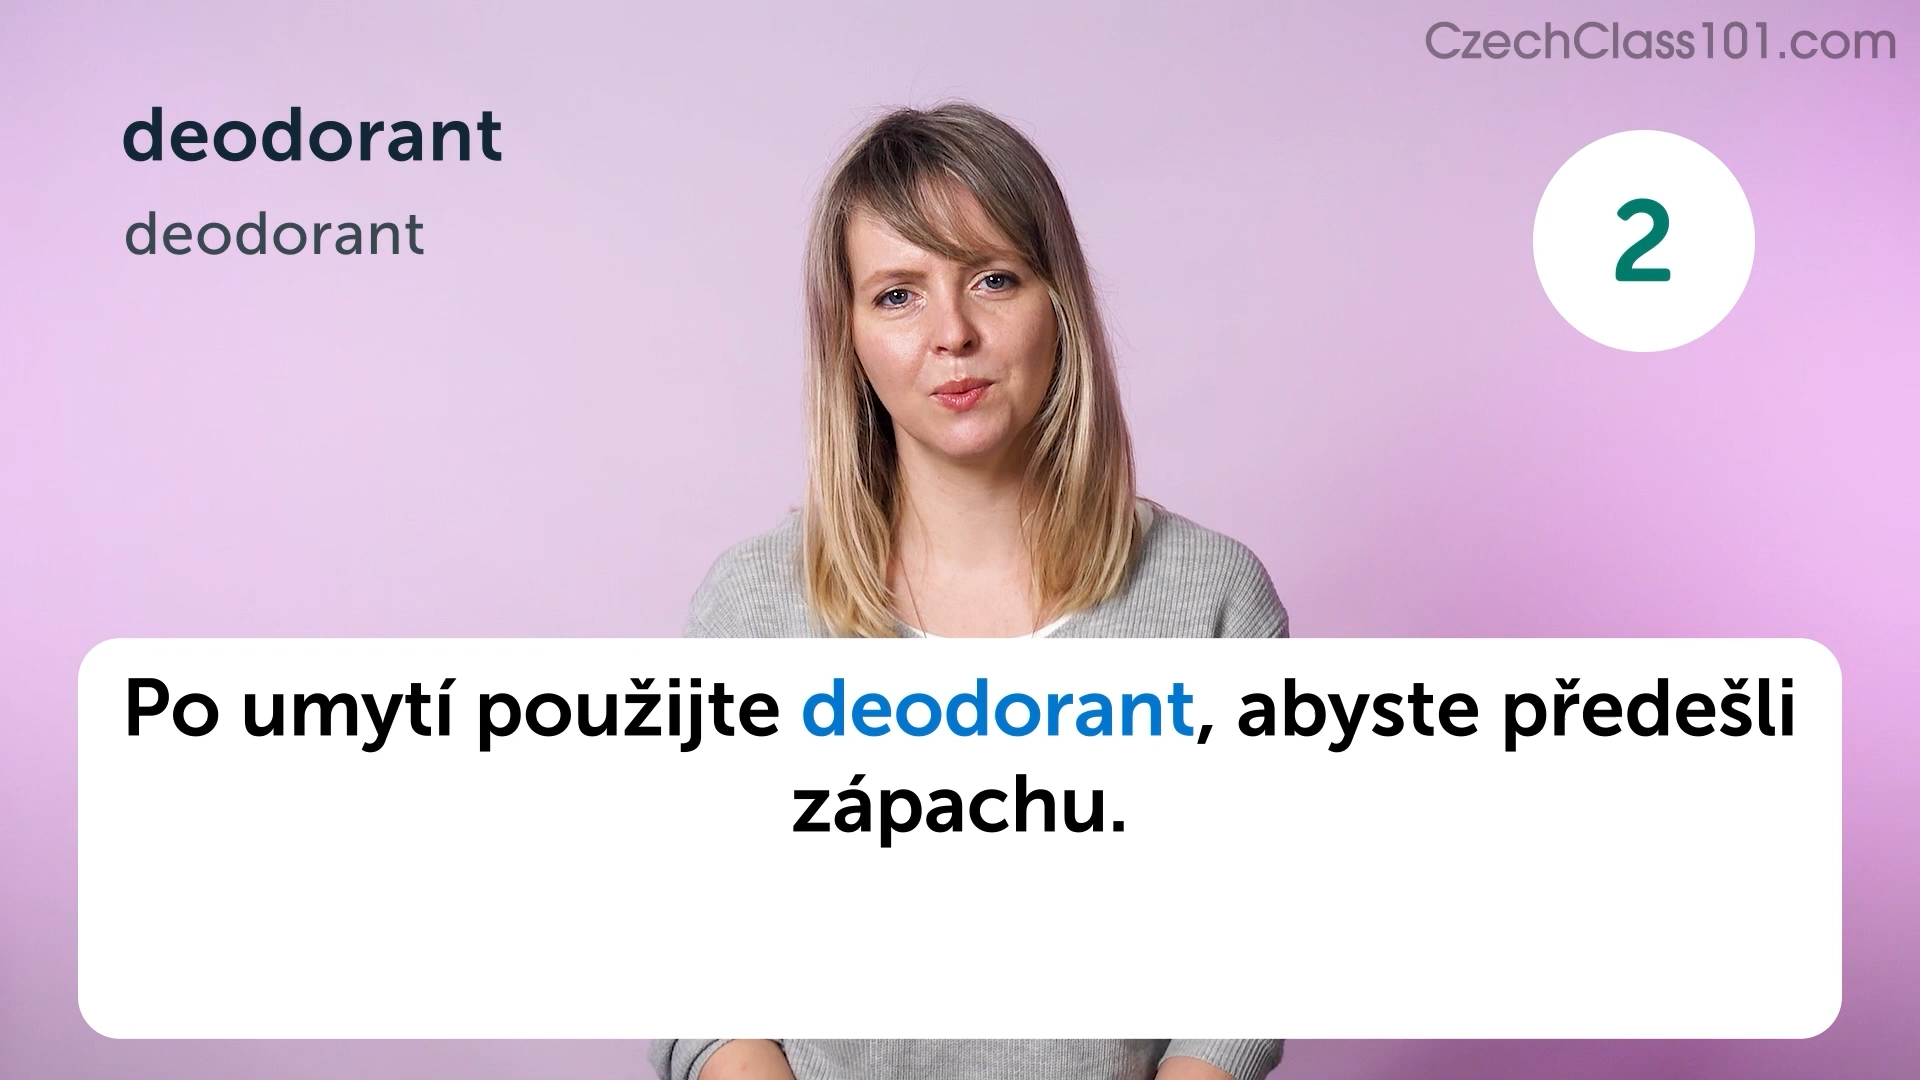 CzechClass101.com
deodorant
deodorant
2
Po umytí použijte deodorant, abyste předešli
zápachu.